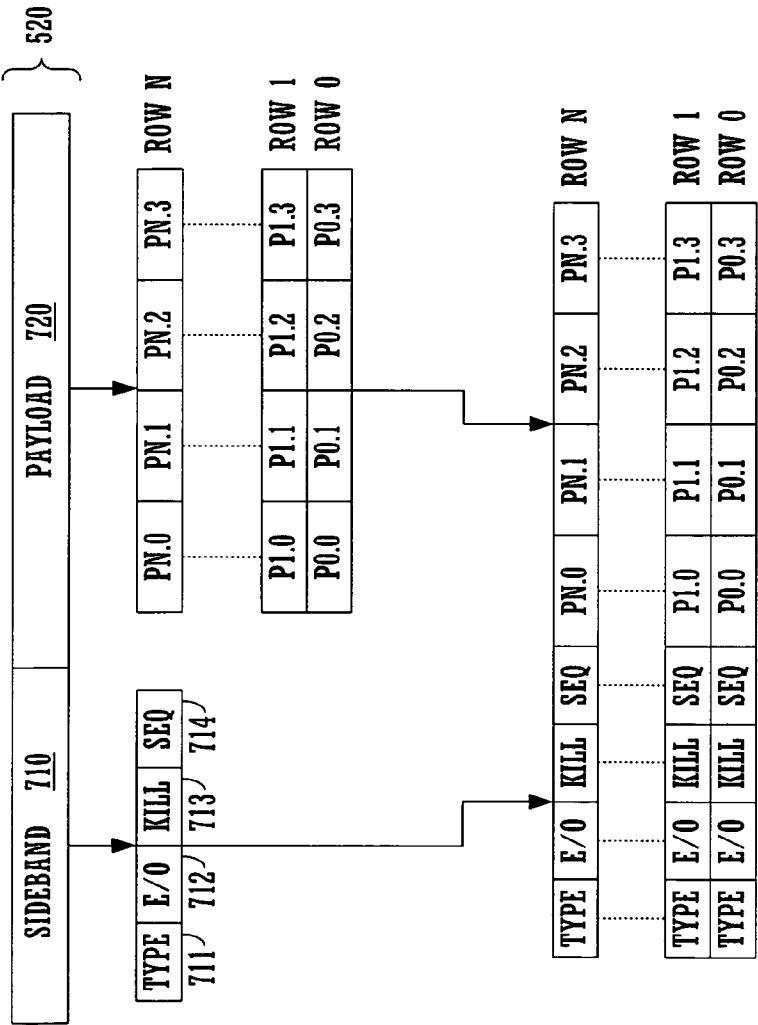 SIDEBAND 710 PAYLOAD 720 520
TYPE E/O KILL SEQ
711 712 713 714
PN.0 PN.1 PN.2 PN.3 ROW N
P1.0 P1.1 P1.2 P1.3 ROW 1
P0.0 P0.1 P0.2 P0.3 ROW 0
TYPE E/O KILL SEQ PN.0 PN.1 PN.2 PN.3 ROW N
TYPE E/O KILL SEQ P1.0 P1.1 P1.2 P1.3 ROW 1
TYPE E/O KILL SEQ P0.0 P0.1 P0.2 P0.3 ROW 0